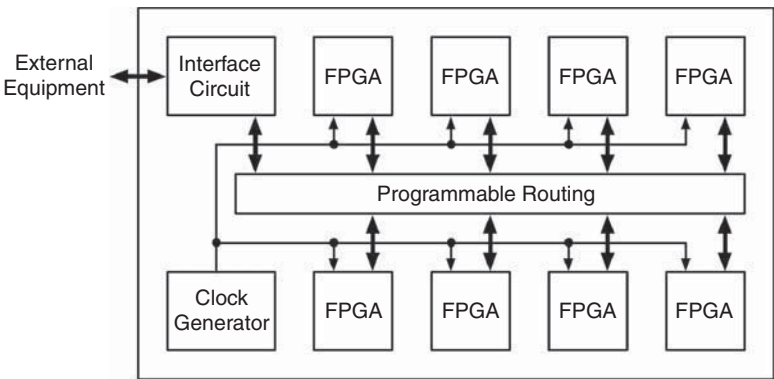 External
Equipment
Interface
Circuit
FPGA
FPGA
FPGA
FPGA
Programmable Routing
Clock
Generator
FPGA
FPGA
FPGA
FPGA